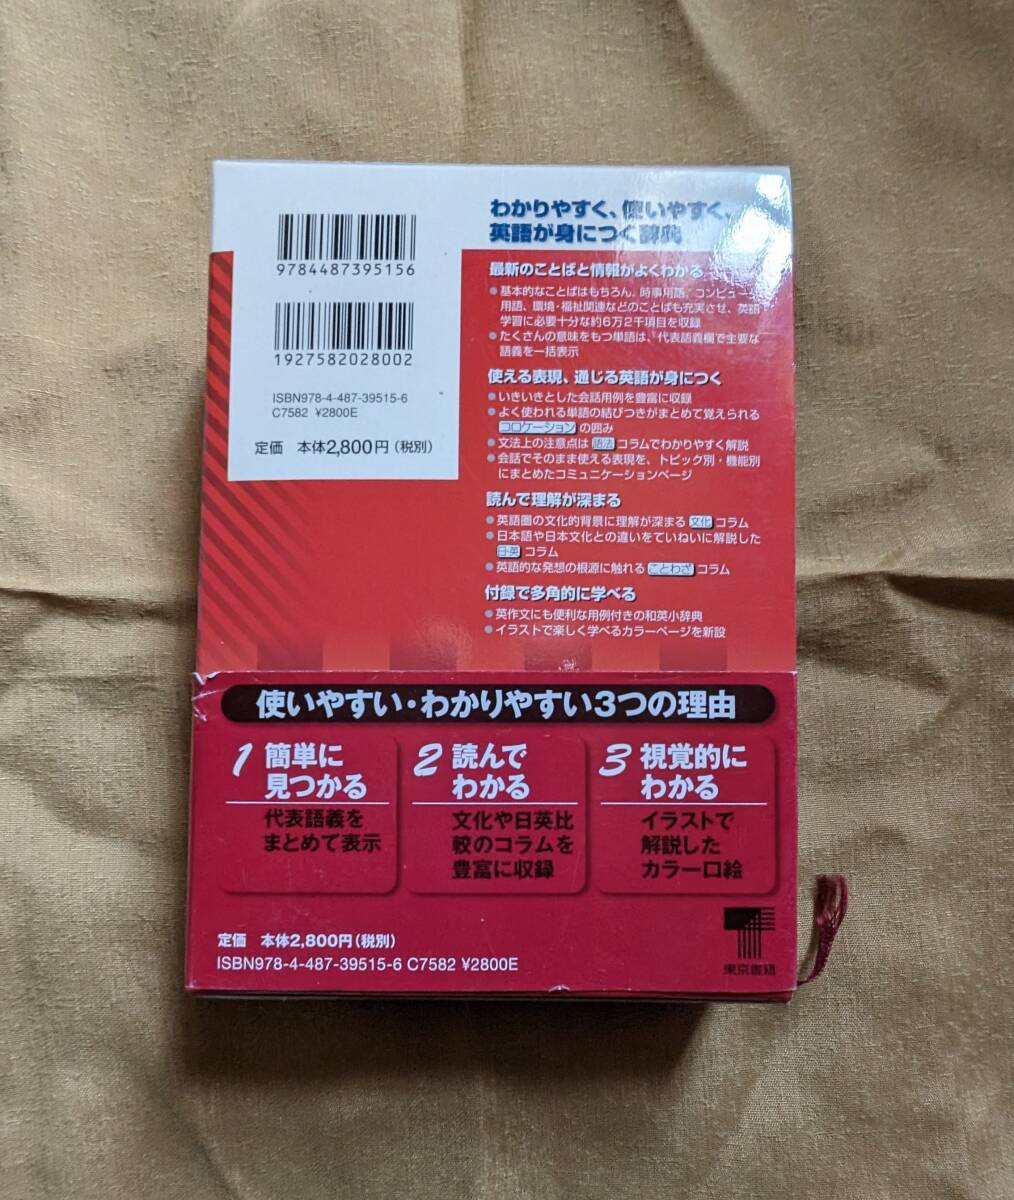 9784487395156
1927582028002
ISBN978-4-487-39515-6
C7582 ¥2800E
定価 本体2,800円(税別)
わかりやすく、使いやすく、
英語が身につく辞典
最新のことばと情報がよくわかる
●基本的なことばはもちろん、時事用語、コンピュータ
用語、環境・福祉関連などのことばも充実させ、英語
学習に必要十分な約6万2千項目を収録
●たくさんの意味をもつ単語は、代表語義欄で主要な
語義を一括表示
使える表現、通じる英語が身につく
●いきいきとした会話用例を豊富に収録
●よく使われる単語の結びつきがまとめて覚えられる
コロケーション の囲み
●文法上の注意点は 語法 コラムでわかりやすく解説
●会話でそのまま使える表現を、トピック別・機能別
にまとめたコミュニケーションページ
読んで理解が深まる
●英語圏の文化的背景に理解が深まる 文化 コラム
●日本語や日本文化との違いをていねいに解説した
日英 コラム
●英語的な発想の根源に触れる ことわざ コラム
付録で多角的に学べる
●英作文にも便利な用例付きの和英小辞典
●イラストで楽しく学べるカラーページを新設
使いやすい・わかりやすい3つの理由
1 簡単に
見つかる
代表語義を
まとめて表示
2 読んで
わかる
文化や日英比
較のコラムを
豊富に収録
3 視覚的に
わかる
イラストで
解説した
カラー口絵
定価 本体2,800円(税別)
ISBN978-4-487-39515-6 C7582 ¥2800E
東京書籍